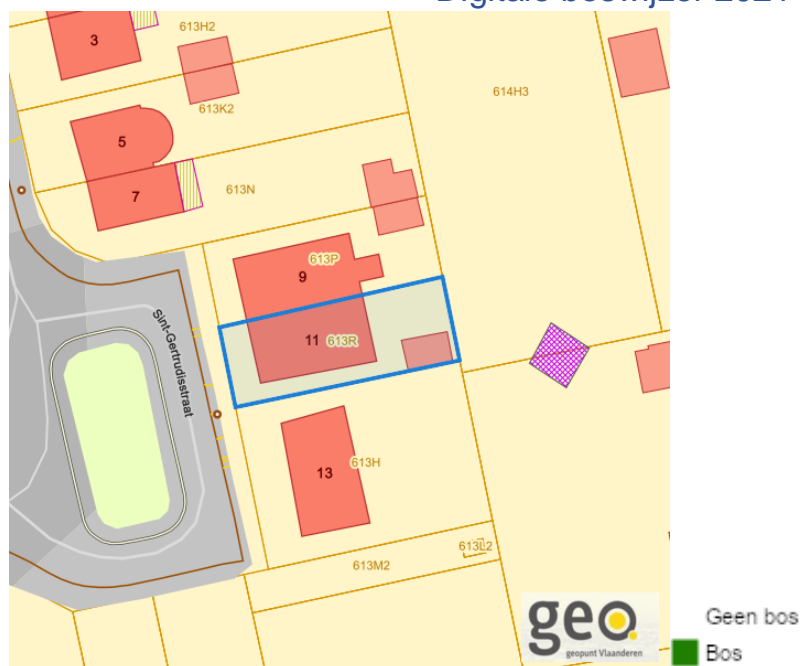 3
613H2
614H3
613K2
5
7
613N
9
613P
11
613R
Sint-Gertrudisstraat
13
613H
613L2
613M2
geo.
geopunt Vlaanderen
Geen bos
Bos